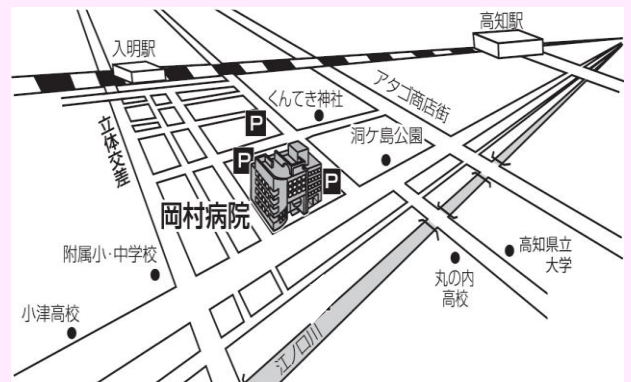 高知駅
入明駅
アタゴ商店街
くんてき神社
P
洞ケ島公園
立体交差
P
P
岡村病院
附属小・中学校
高知県立
大学
丸の内
高校
小津高校
江ノ口川